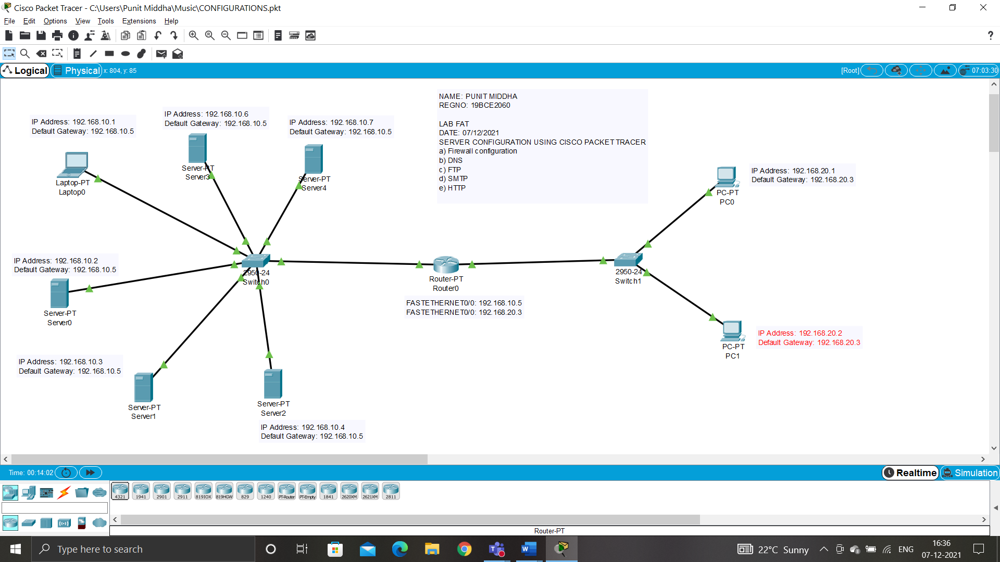 Cisco Packet Tracer - C:\Users\Punit Middha\Music\CONFIGURATIONS.pkt
File Edit Options View Tools Extensions Help
?
Logical Physical x: 804, y: 85 [Root] 07:03:30
NAME: PUNIT MIDDHA
REGNO: 19BCE2060
LAB FAT
DATE: 07/12/2021
SERVER CONFIGURATION USING CISCO PACKET TRACER
a) Firewall configuration
b) DNS
c) FTP
d) SMTP
e) HTTP
IP Address: 192.168.10.1
Default Gateway: 192.168.10.5
Laptop-PT
Laptop0
IP Address: 192.168.10.6
Default Gateway: 192.168.10.5
Server-PT
Server3
IP Address: 192.168.10.7
Default Gateway: 192.168.10.5
Server-PT
Server4
IP Address: 192.168.20.1
Default Gateway: 192.168.20.3
PC-PT
PC0
IP Address: 192.168.10.2
Default Gateway: 192.168.10.5
Server-PT
Server0
2950-24
Switch0
Router-PT
Router0
FASTETHERNET0/0: 192.168.10.5
FASTETHERNET0/0: 192.168.20.3
2950-24
Switch1
IP Address: 192.168.20.2
Default Gateway: 192.168.20.3
PC-PT
PC1
IP Address: 192.168.10.3
Default Gateway: 192.168.10.5
Server-PT
Server1
Server-PT
Server2
IP Address: 192.168.10.4
Default Gateway: 192.168.10.5
Time: 00:14:02 Realtime Simulation
4321 1941 2901 2911 819IOX 819HGW 829 1240 PT-Router PT-Empty 1841 2620XM 2621XM 2811
Router-PT
Type here to search
22°C Sunny
ENG
16:36
07-12-2021